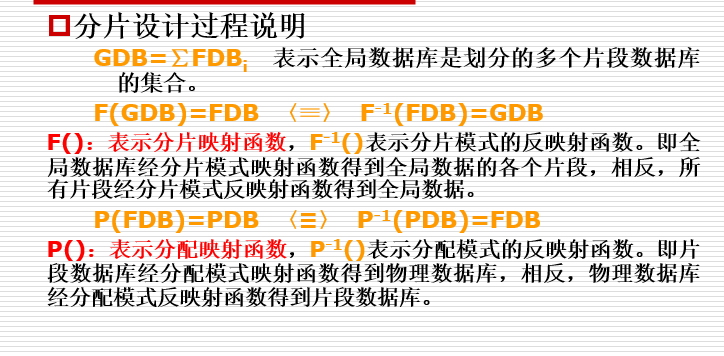 分片设计过程说明
GDB=∑FDBi 表示全局数据库是划分的多个片段数据库
的集合。
F(GDB)=FDB 〈≡〉 F-1(FDB)=GDB
F()：表示分片映射函数，F-1()表示分片模式的反映射函数。即全
局数据库经分片模式映射函数得到全局数据的各个片段，相反，所
有片段经分片模式反映射函数得到全局数据。
P(FDB)=PDB 〈≡〉 P-1(PDB)=FDB
P()：表示分配映射函数，P-1()表示分配模式的反映射函数。即片
段数据库经分配模式映射函数得到物理数据库，相反，物理数据库
经分配模式反映射函数得到片段数据库。